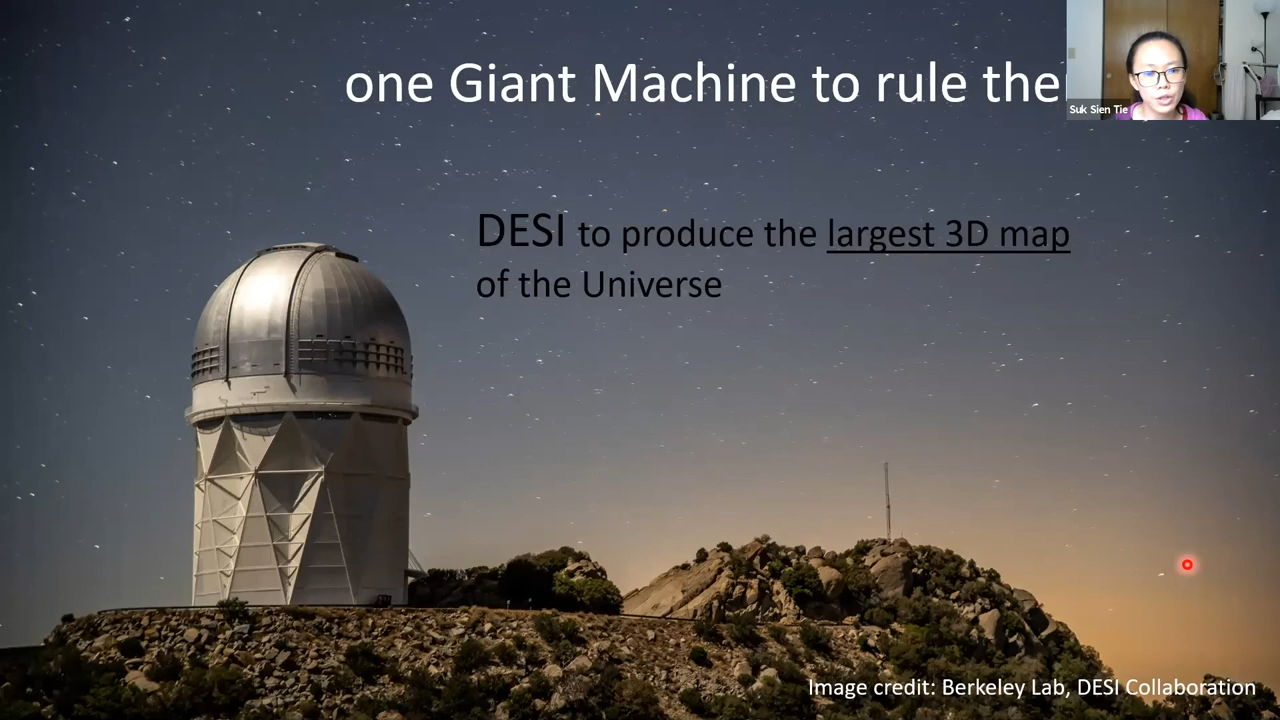 one Giant Machine to rule the
Suk Sien Tie
DESI to produce the largest 3D map
of the Universe
Image credit: Berkeley Lab, DESI Collaboration